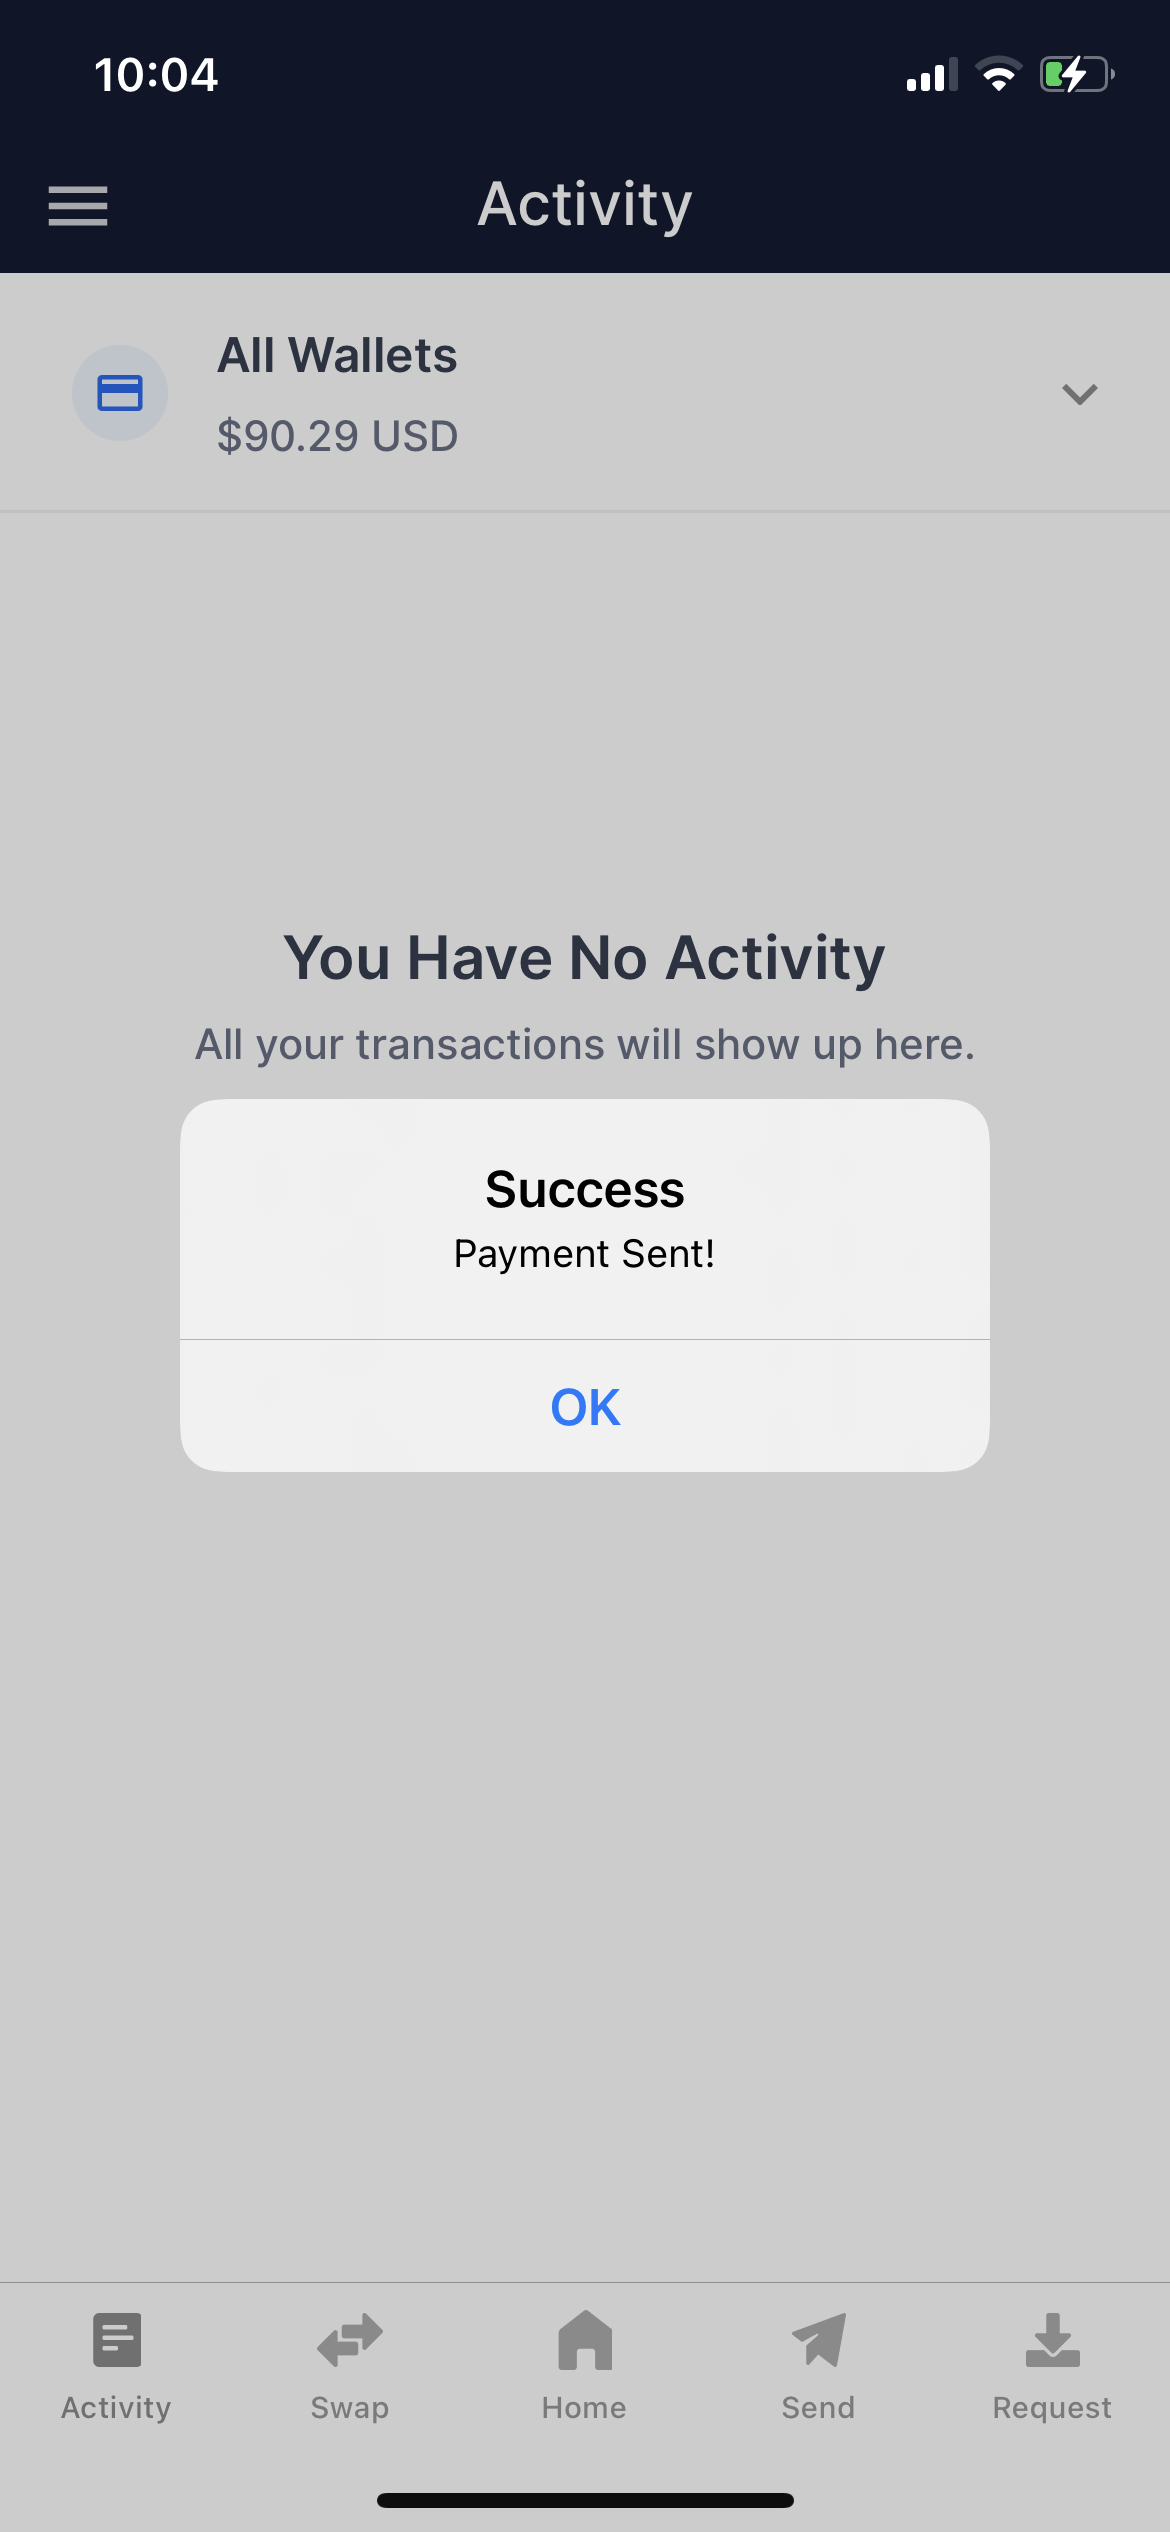 10:04
Activity
All Wallets
$90.29 USD
You Have No Activity
All your transactions will show up here.
Success
Payment Sent!
OK
Activity
Swap
Home
Send
Request